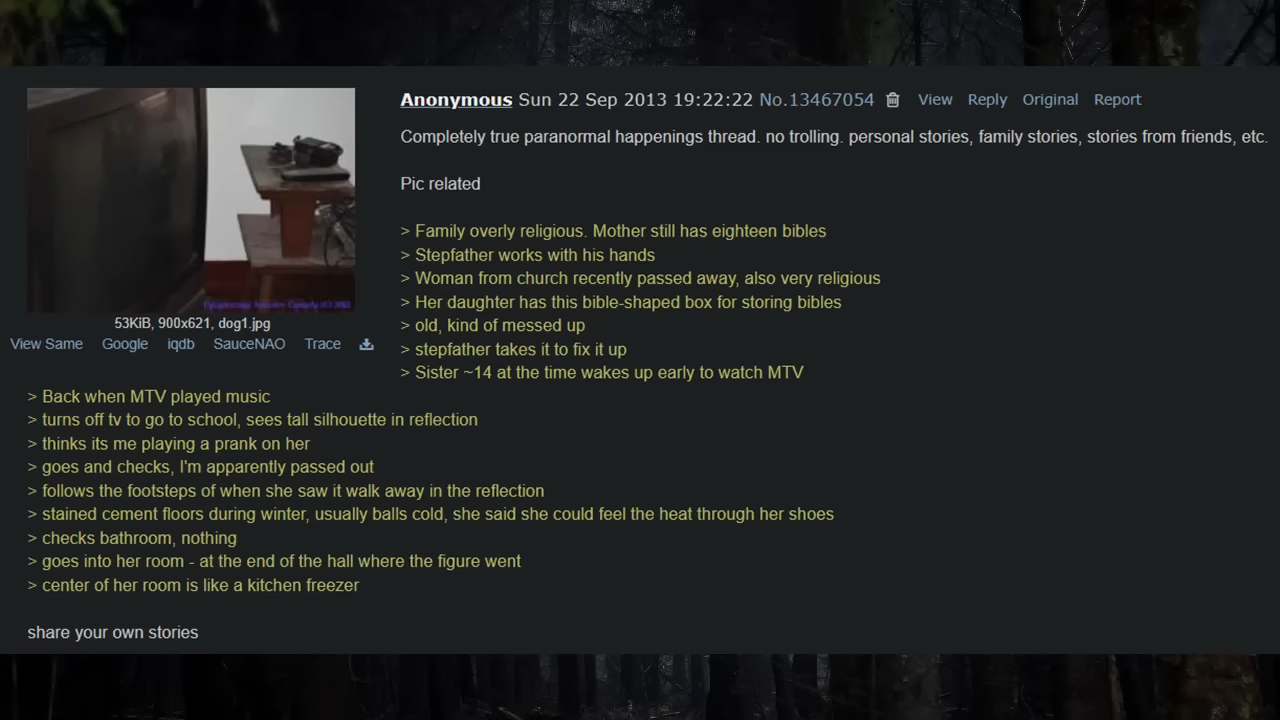 Anonymous Sun 22 Sep 2013 19:22:22 No.13467054 View Reply Original Report
Completely true paranormal happenings thread. no trolling. personal stories, family stories, stories from friends, etc.
Pic related
> Family overly religious. Mother still has eighteen bibles
> Stepfather works with his hands
> Woman from church recently passed away, also very religious
> Her daughter has this bible-shaped box for storing bibles
> old, kind of messed up
> stepfather takes it to fix it up
> Sister ~14 at the time wakes up early to watch MTV
53KiB, 900x621, dog1.jpg
View Same Google iqdb SauceNAO Trace
> Back when MTV played music
> turns off tv to go to school, sees tall silhouette in reflection
> thinks its me playing a prank on her
> goes and checks, I'm apparently passed out
> follows the footsteps of when she saw it walk away in the reflection
> stained cement floors during winter, usually balls cold, she said she could feel the heat through her shoes
> checks bathroom, nothing
> goes into her room - at the end of the hall where the figure went
> center of her room is like a kitchen freezer
share your own stories